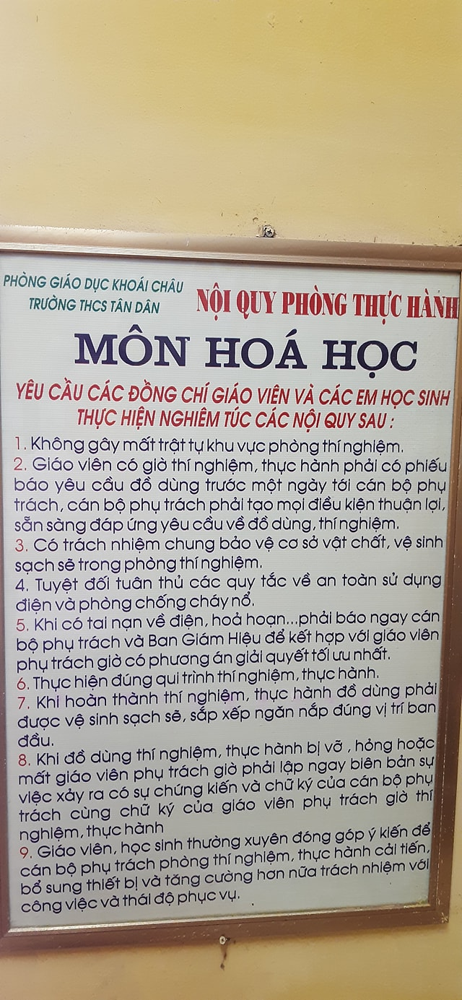 PHÒNG GIÁO DỤC KHOÁI CHÂU
TRƯỜNG THCS TÂN DÂN
NỘI QUY PHÒNG THỰC HÀNH
MÔN HOÁ HỌC
YÊU CẦU CÁC ĐỒNG CHÍ GIÁO VIÊN VÀ CÁC EM HỌC SINH
THỰC HIỆN NGHIÊM TÚC CÁC NỘI QUY SAU :
1. Không gây mất trật tự khu vực phòng thí nghiệm.
2. Giáo viên có giờ thí nghiệm, thực hành phải có phiếu
báo yêu cầu đồ dùng trước một ngày tới cán bộ phụ
trách, cán bộ phụ trách phải tạo mọi điều kiện thuận lợi,
sẵn sàng đáp ứng yêu cầu về đồ dùng, thí nghiệm.
3. Có trách nhiệm chung bảo vệ cơ sở vật chất, vệ sinh
sạch sẽ trong phòng thí nghiệm.
4. Tuyệt đối tuân thủ các quy tắc về an toàn sử dụng
điện và phòng chống cháy nổ.
5. Khi có tai nạn về điện, hoả hoạn...phải báo ngay cán
bộ phụ trách và Ban Giám Hiệu để kết hợp với giáo viên
phụ trách giờ có phương án giải quyết tối ưu nhất.
6. Thực hiện đúng qui trình thí nghiệm, thực hành.
7. Khi hoàn thành thí nghiệm, thực hành đồ dùng phải
được vệ sinh sạch sẽ, sắp xếp ngăn nắp đúng vị trí ban
đầu.
8. Khi đồ dùng thí nghiệm, thực hành bị vỡ , hỏng hoặc
mất giáo viên phụ trách giờ phải lập ngay biên bản sự
việc xảy ra có sự chứng kiến và chữ ký của cán bộ phụ
trách cùng chữ ký của giáo viên phụ trách giờ thí
nghiệm, thực hành
9. Giáo viên, học sinh thường xuyên đóng góp ý kiến để
cán bộ phụ trách phòng thí nghiệm, thực hành cải tiến,
bổ sung thiết bị và tăng cường hơn nữa trách nhiệm với
công việc và thái độ phục vụ.